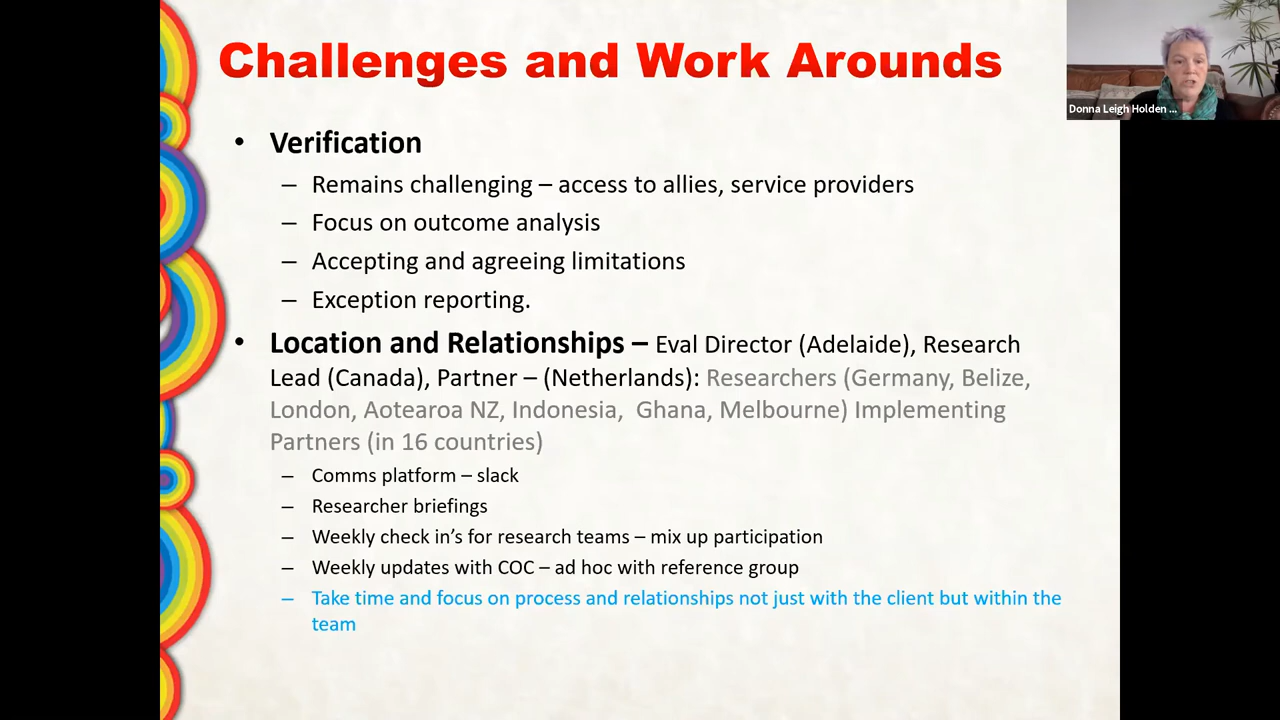 Challenges and Work Arounds
Donna Leigh Holden ...
• Verification
– Remains challenging – access to allies, service providers
– Focus on outcome analysis
– Accepting and agreeing limitations
– Exception reporting.
• Location and Relationships – Eval Director (Adelaide), Research
Lead (Canada), Partner – (Netherlands): Researchers (Germany, Belize,
London, Aotearoa NZ, Indonesia, Ghana, Melbourne) Implementing
Partners (in 16 countries)
– Comms platform – slack
– Researcher briefings
– Weekly check in’s for research teams – mix up participation
– Weekly updates with COC – ad hoc with reference group
– Take time and focus on process and relationships not just with the client but within the
team